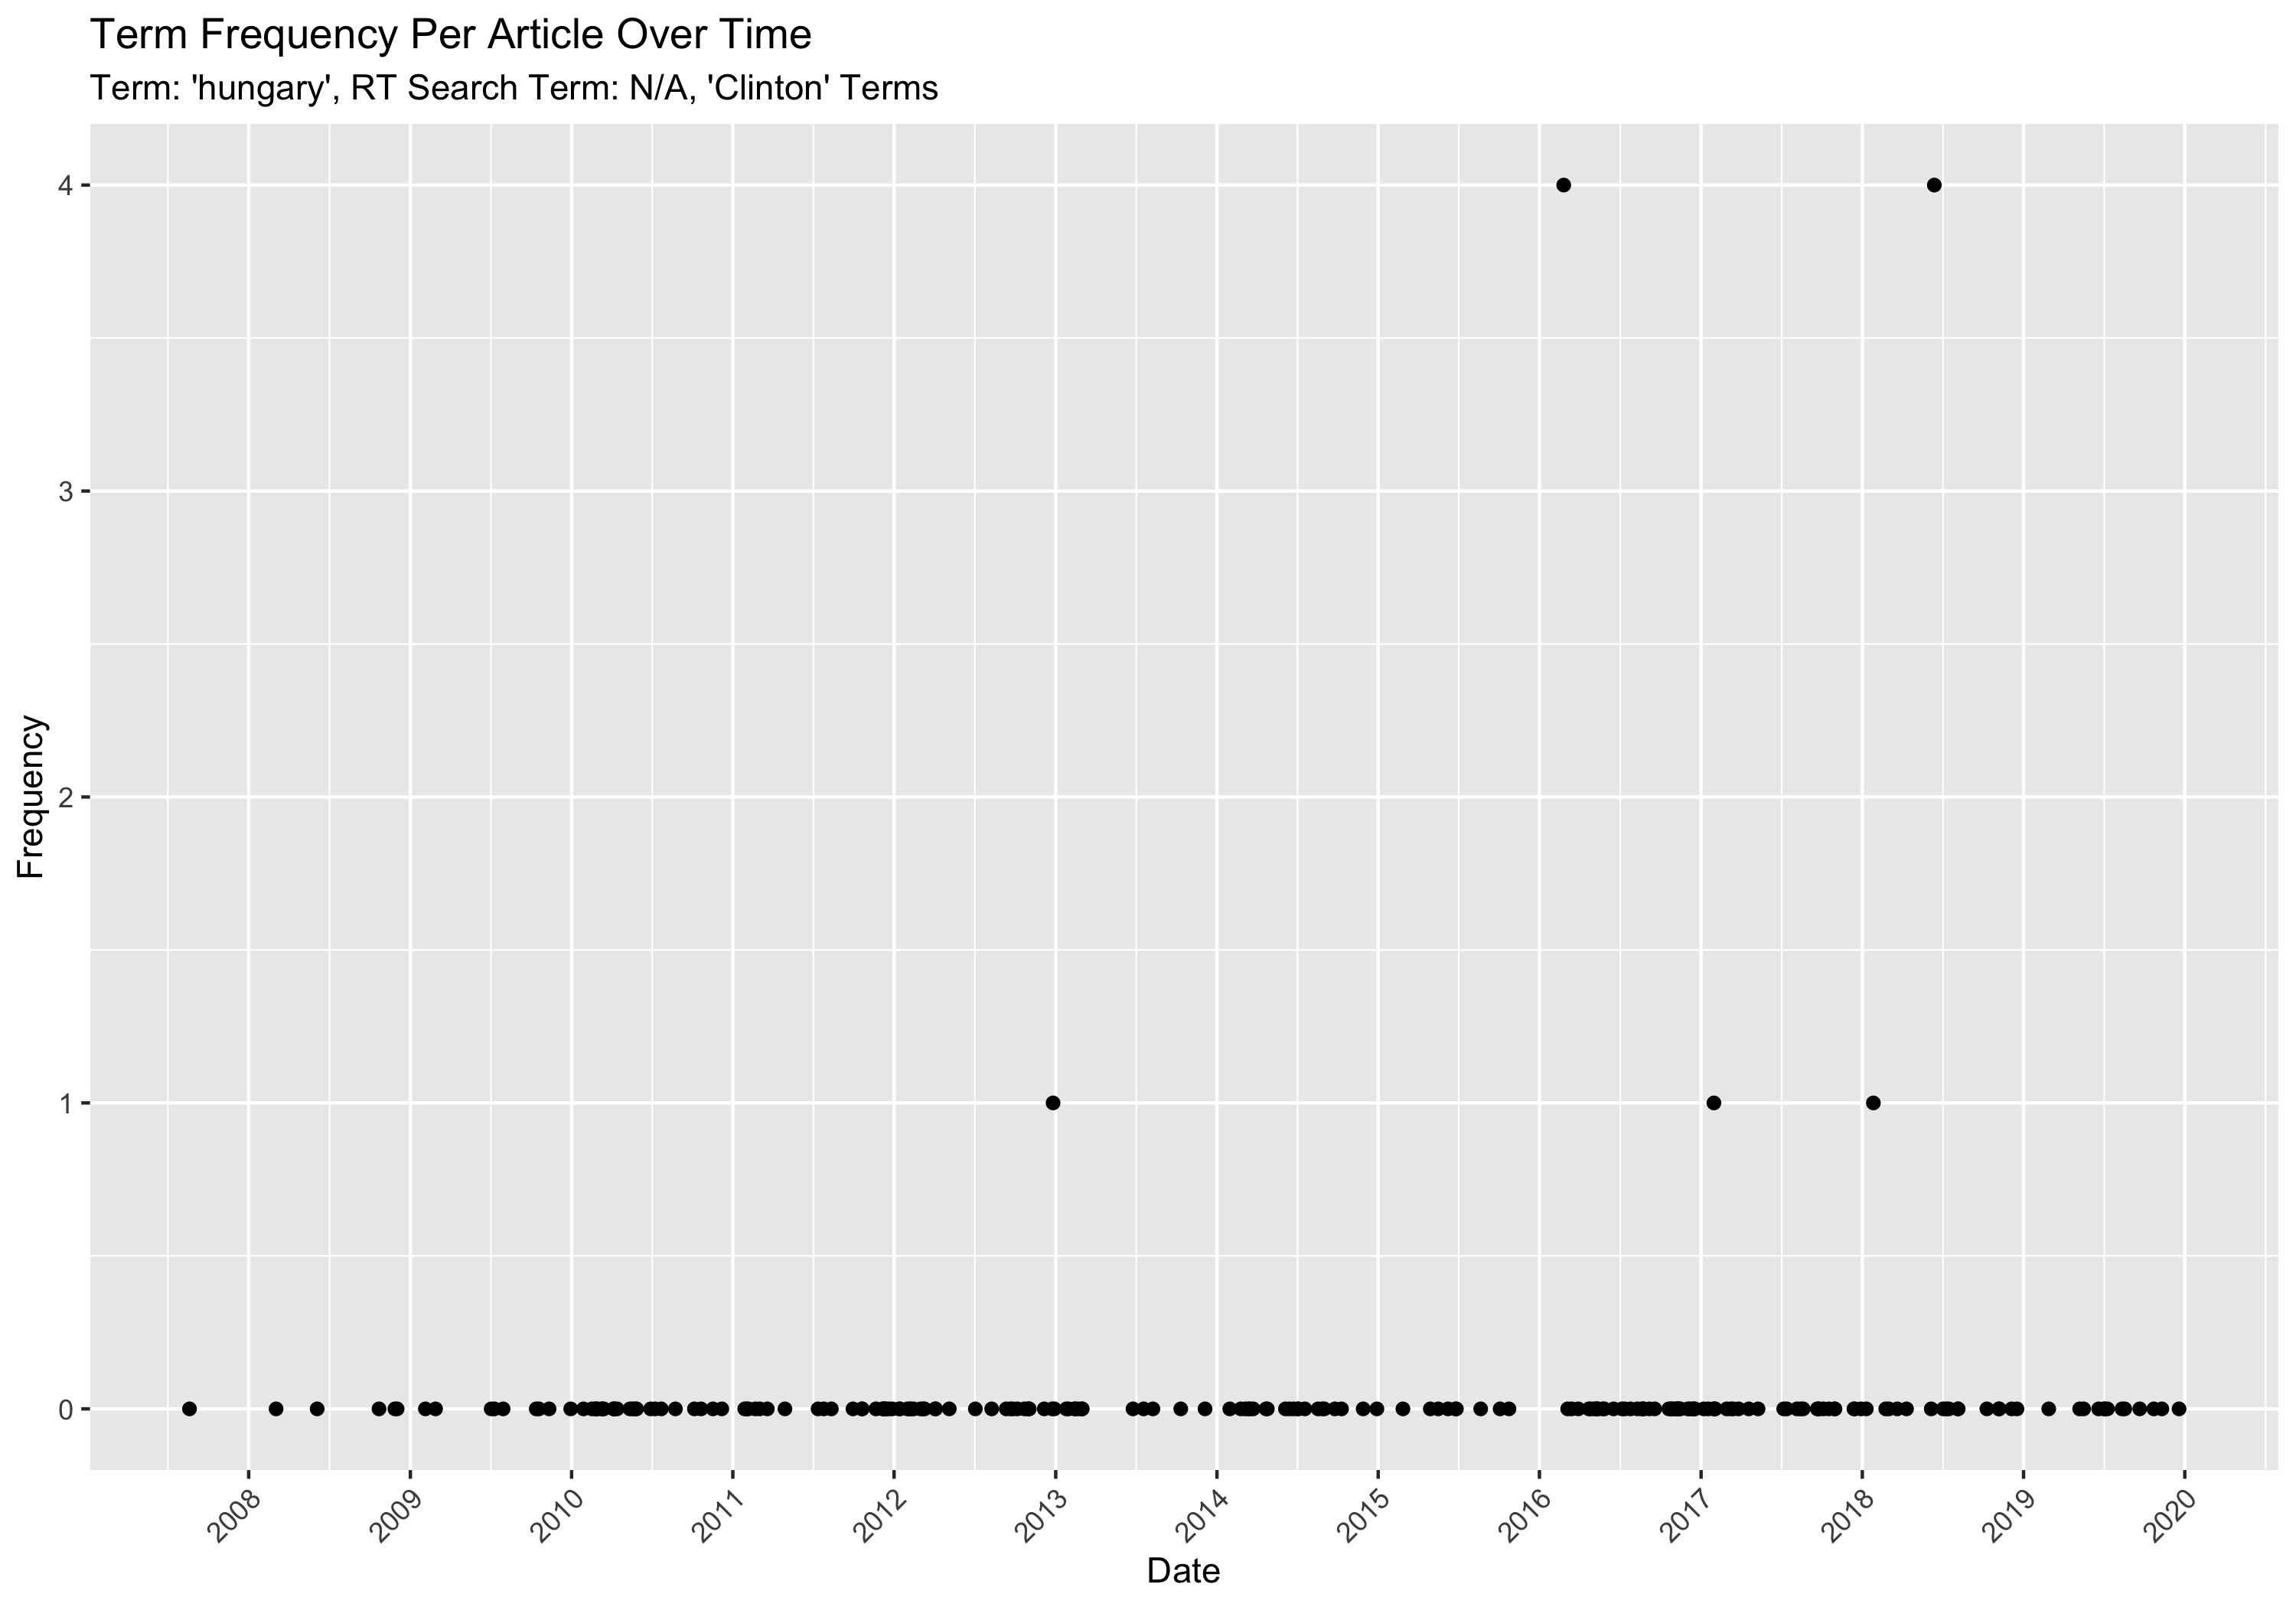 Term Frequency Per Article Over Time
Term: 'hungary', RT Search Term: N/A, 'Clinton' Terms
Frequency
4
3
2
1
0
2008 2009 2010 2011 2012 2013 2014 2015 2016 2017 2018 2019 2020
Date